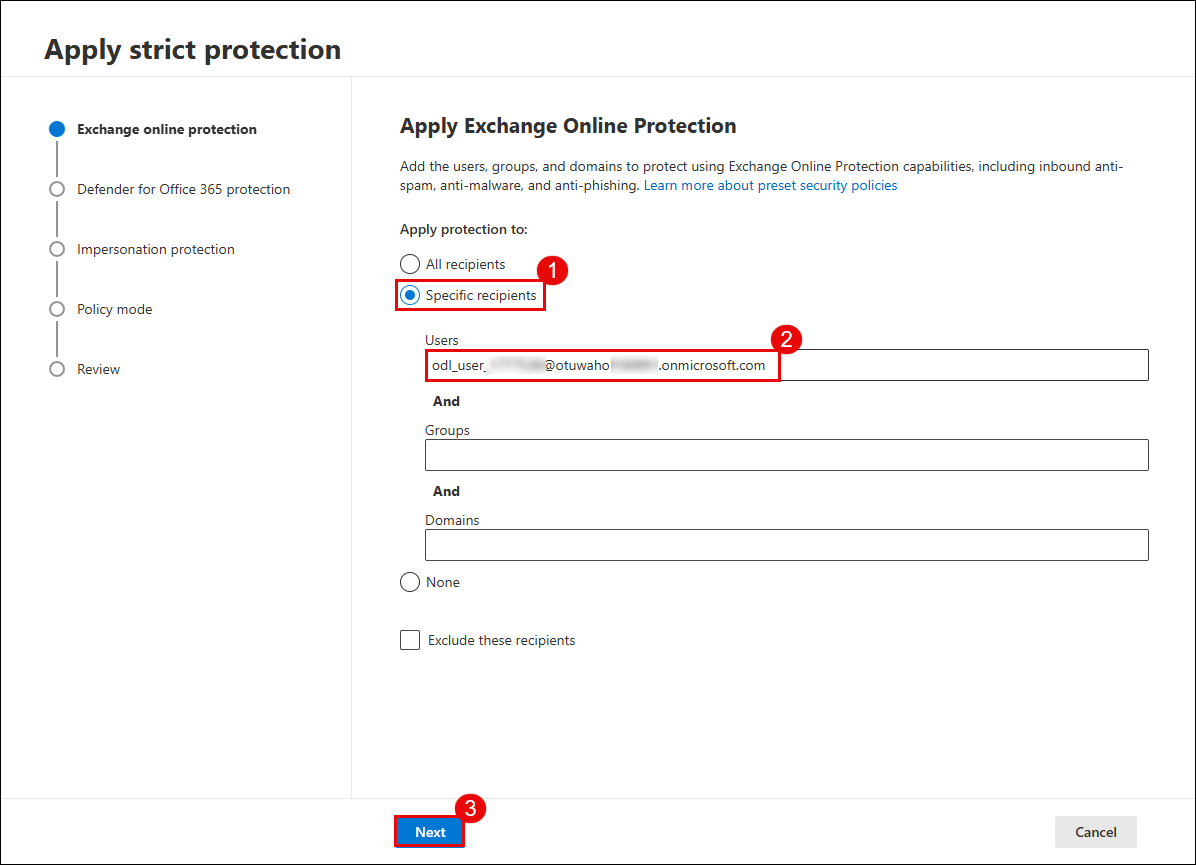 Apply strict protection
Exchange online protection
Defender for Office 365 protection
Impersonation protection
Policy mode
Review
Apply Exchange Online Protection
Add the users, groups, and domains to protect using Exchange Online Protection capabilities, including inbound anti-
spam, anti-malware, and anti-phishing. Learn more about preset security policies
Apply protection to:
All recipients
1
Specific recipients
Users
2
odl_user_ @otuwaho .onmicrosoft.com
And
Groups
And
Domains
None
Exclude these recipients
3
Next
Cancel